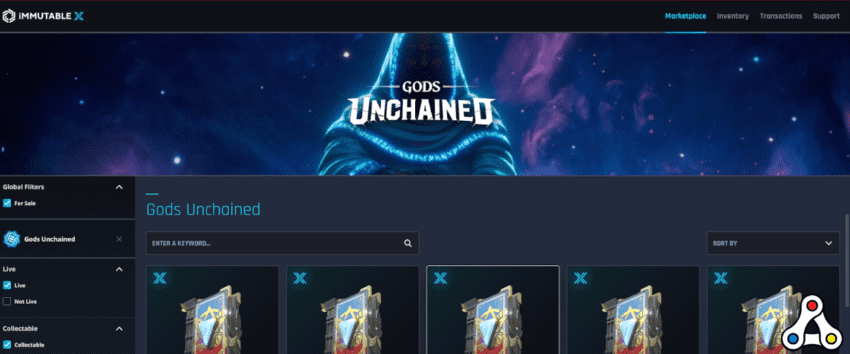 iMMUTABLE X
Marketplace Inventory Transactions Support
GODS
UNCHAINED
Global Filters
For Sale
Gods Unchained
Live
Live
Not Live
Collectable
Collectable
Gods Unchained
ENTER A KEYWORD...
SORT BY